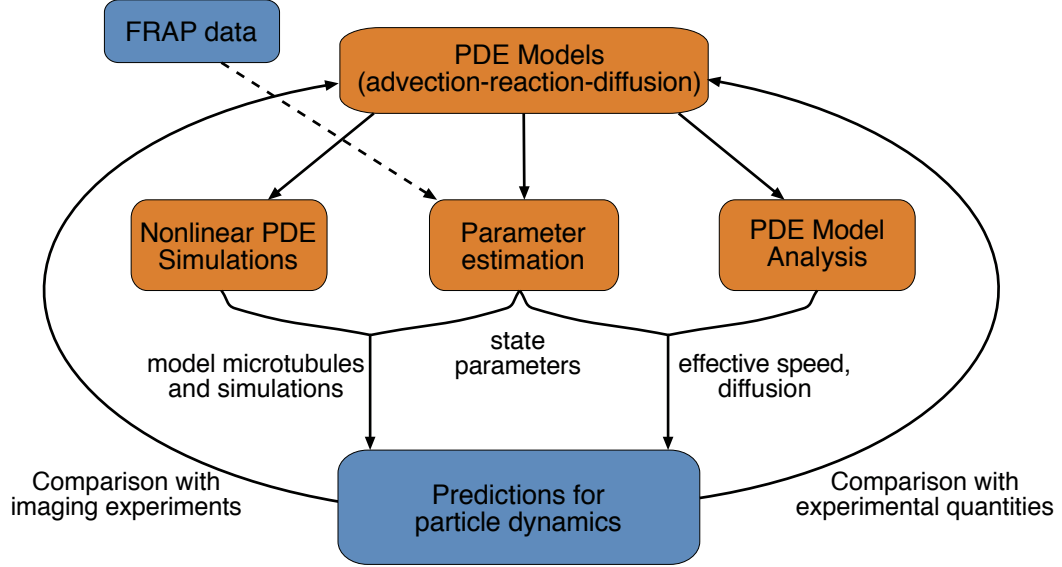 FRAP data
PDE Models
(advection-reaction-diffusion)
Nonlinear PDE
Simulations
Parameter
estimation
PDE Model
Analysis
model microtubules
and simulations
state
parameters
effective speed,
diffusion
Comparison with
imaging experiments
Predictions for
particle dynamics
Comparison with
experimental quantities